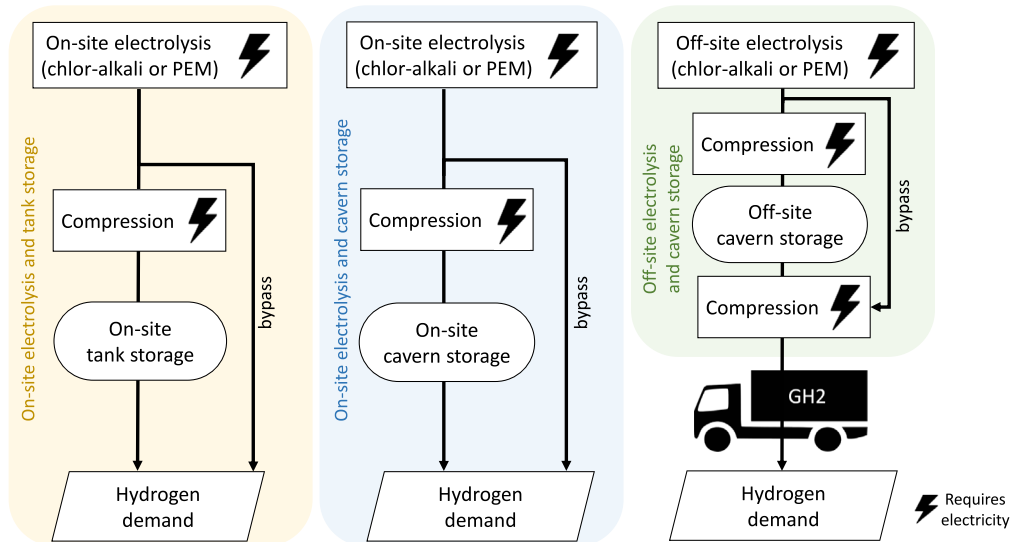 On-site electrolysis
(chlor-alkali or PEM)
Compression
On-site
tank storage
bypass
Hydrogen
demand
On-site electrolysis and tank storage
On-site electrolysis
(chlor-alkali or PEM)
Compression
On-site
cavern storage
bypass
Hydrogen
demand
On-site electrolysis and cavern storage
Off-site electrolysis
(chlor-alkali or PEM)
Compression
Off-site
cavern storage
bypass
Compression
Off-site electrolysis
and cavern storage
GH2
Hydrogen
demand
Requires
electricity